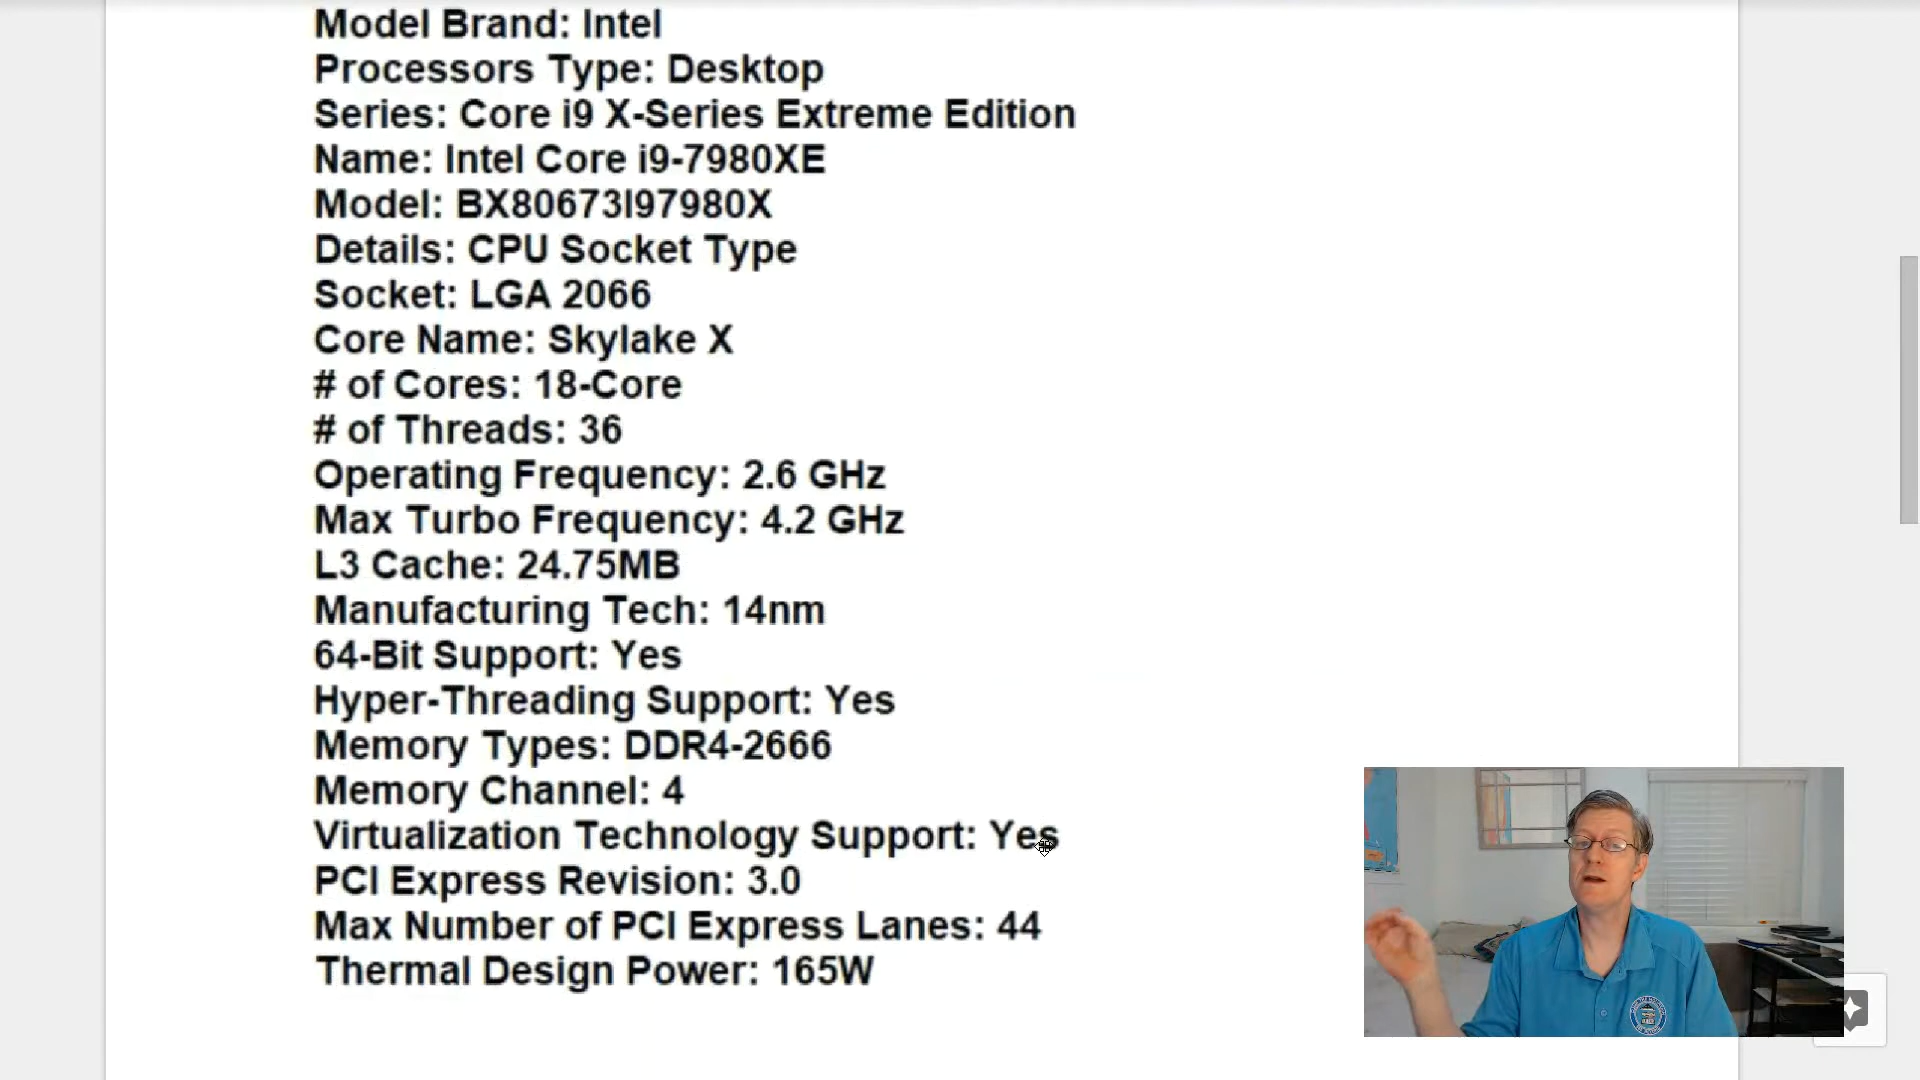 Model Brand: Intel
Processors Type: Desktop
Series: Core i9 X-Series Extreme Edition
Name: Intel Core i9-7980XE
Model: BX80673I97980X
Details: CPU Socket Type
Socket: LGA 2066
Core Name: Skylake X
# of Cores: 18-Core
# of Threads: 36
Operating Frequency: 2.6 GHz
Max Turbo Frequency: 4.2 GHz
L3 Cache: 24.75MB
Manufacturing Tech: 14nm
64-Bit Support: Yes
Hyper-Threading Support: Yes
Memory Types: DDR4-2666
Memory Channel: 4
Virtualization Technology Support: Yes
PCI Express Revision: 3.0
Max Number of PCI Express Lanes: 44
Thermal Design Power: 165W